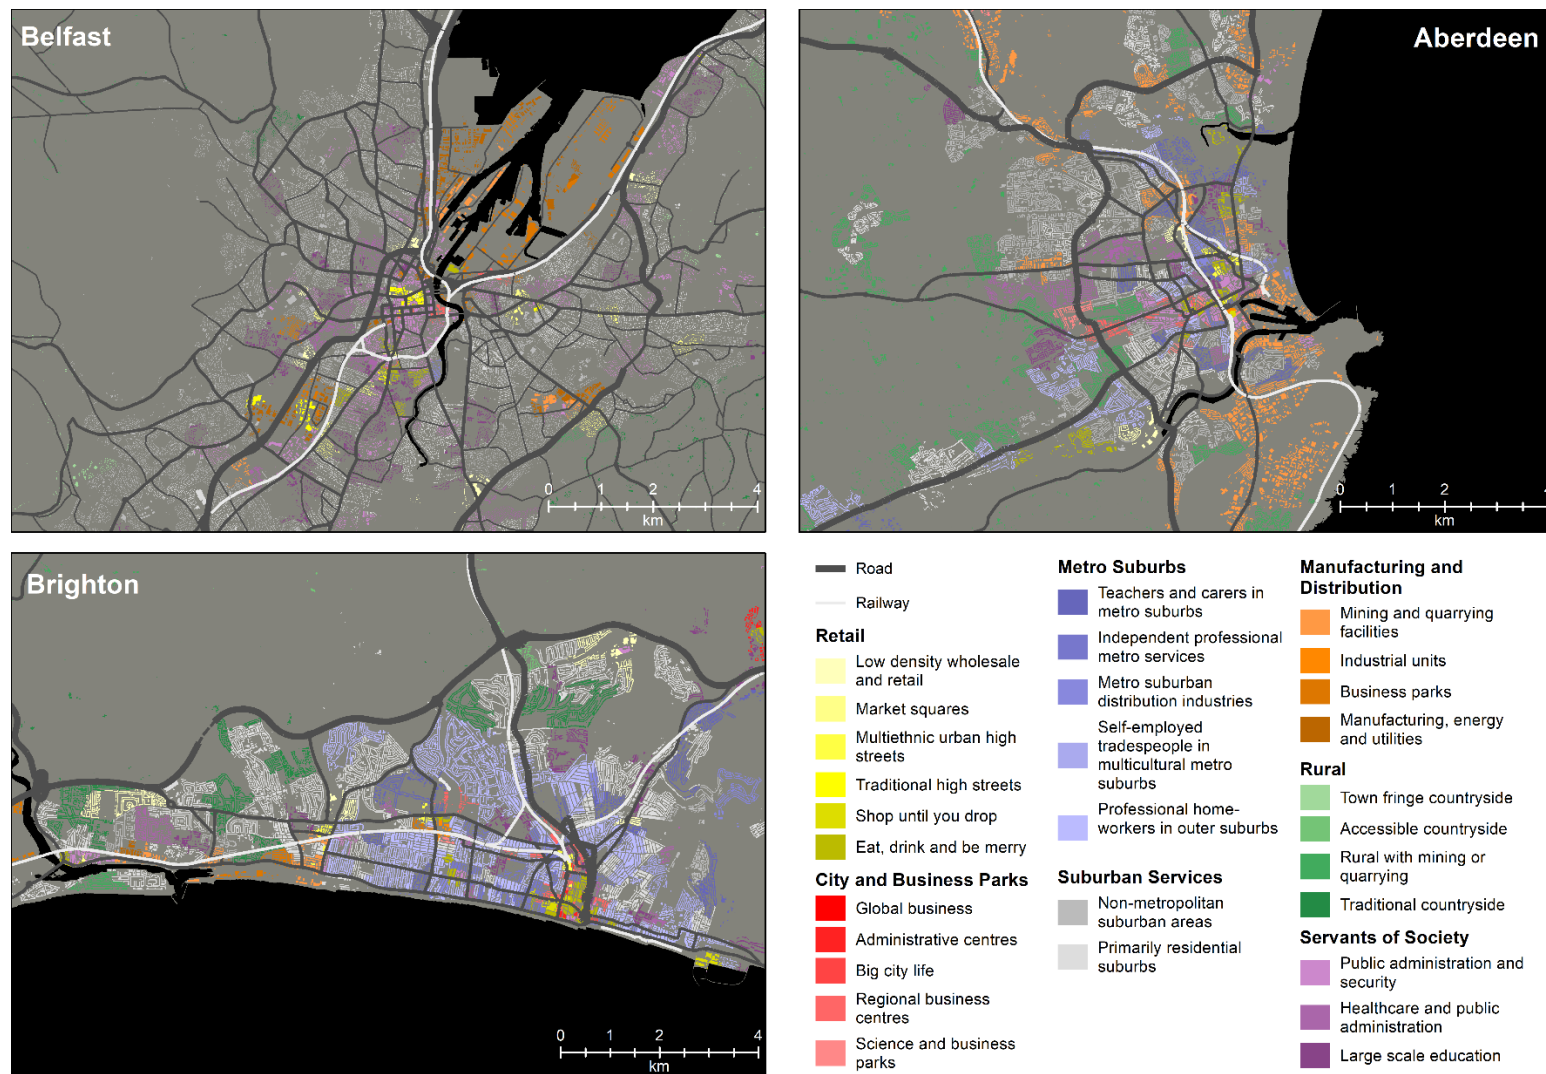 Belfast
0 1 2 4
km
Aberdeen
0 1 2 4
km
Brighton
0 1 2 4
km
Road
Railway
Retail
Low density wholesale
and retail
Market squares
Multiethnic urban high
streets
Traditional high streets
Shop until you drop
Eat, drink and be merry
City and Business Parks
Global business
Administrative centres
Big city life
Regional business
centres
Science and business
parks
Metro Suburbs
Teachers and carers in
metro suburbs
Independent professional
metro services
Metro suburban
distribution industries
Self-employed
tradespeople in
multicultural metro
suburbs
Professional home-
workers in outer suburbs
Suburban Services
Non-metropolitan
suburban areas
Primarily residential
suburbs
Manufacturing and
Distribution
Mining and quarrying
facilities
Industrial units
Business parks
Manufacturing, energy
and utilities
Rural
Town fringe countryside
Accessible countryside
Rural with mining or
quarrying
Traditional countryside
Servants of Society
Public administration and
security
Healthcare and public
administration
Large scale education